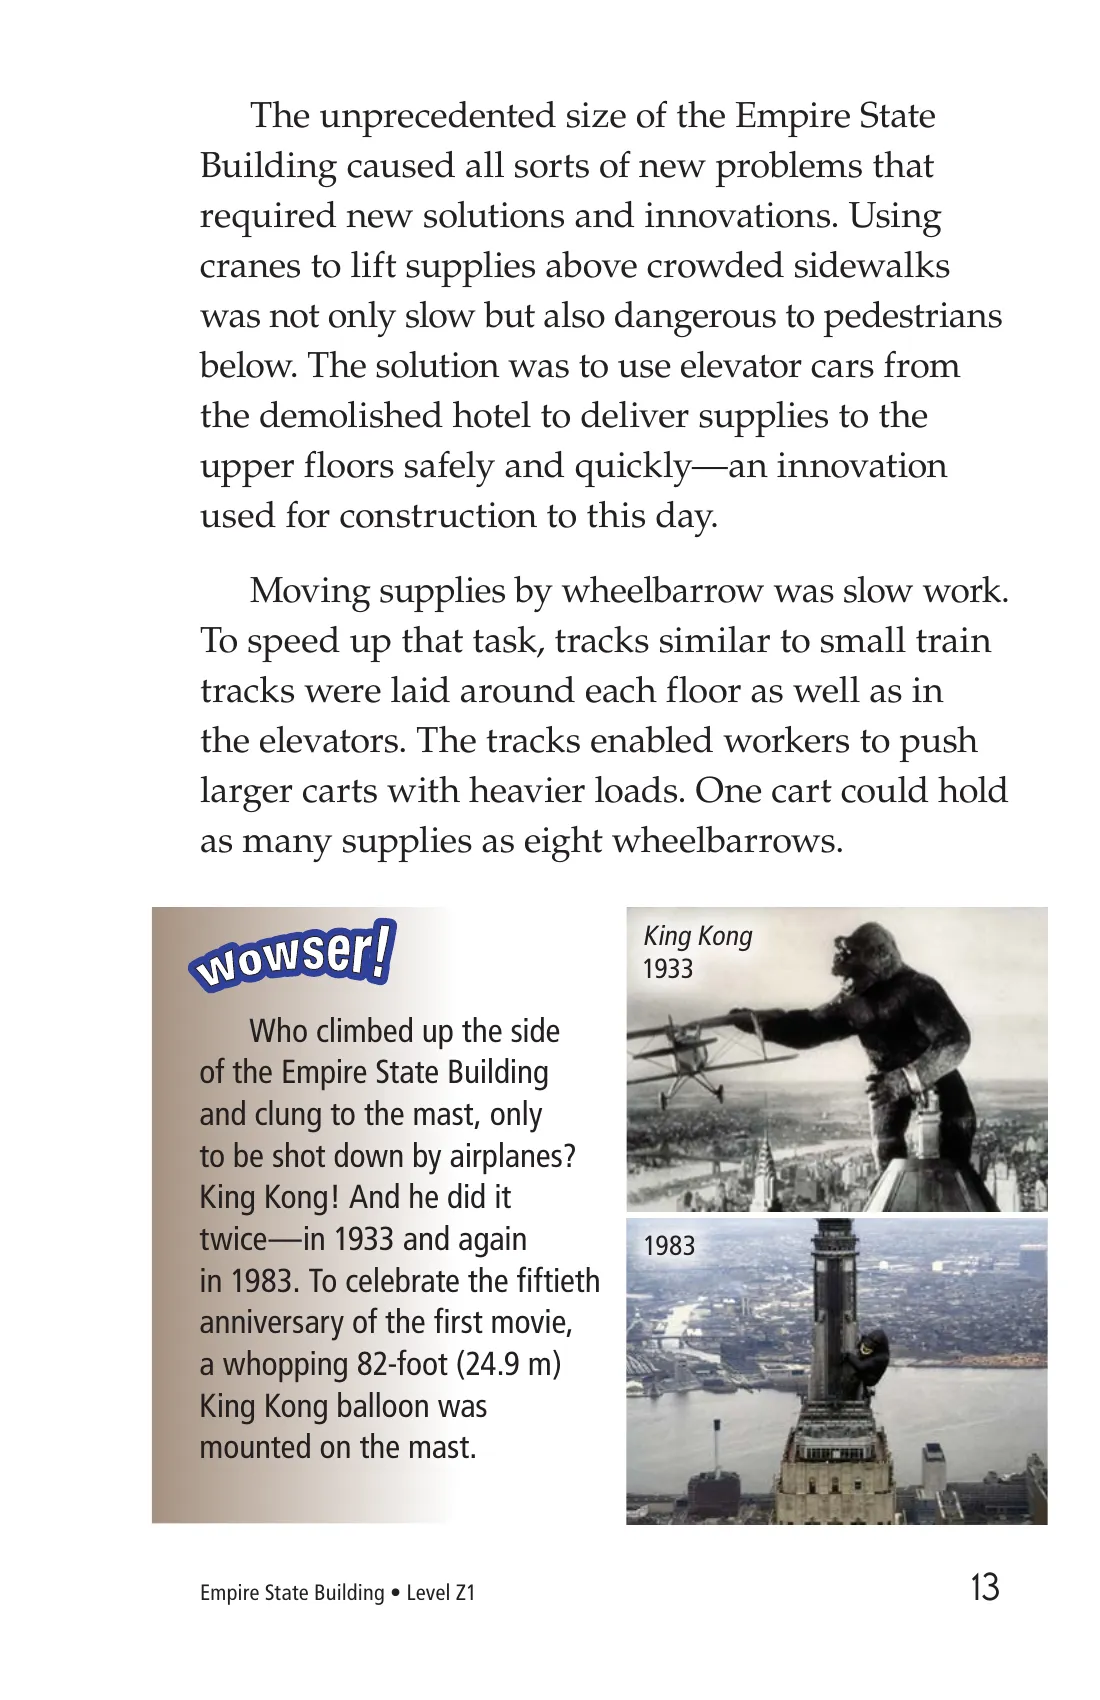 The unprecedented size of the Empire State
Building caused all sorts of new problems that
required new solutions and innovations. Using
cranes to lift supplies above crowded sidewalks
was not only slow but also dangerous to pedestrians
below. The solution was to use elevator cars from
the demolished hotel to deliver supplies to the
upper floors safely and quickly—an innovation
used for construction to this day.
Moving supplies by wheelbarrow was slow work.
To speed up that task, tracks similar to small train
tracks were laid around each floor as well as in
the elevators. The tracks enabled workers to push
larger carts with heavier loads. One cart could hold
as many supplies as eight wheelbarrows.
Wowser!
Who climbed up the side
of the Empire State Building
and clung to the mast, only
to be shot down by airplanes?
King Kong! And he did it
twice—in 1933 and again
in 1983. To celebrate the fiftieth
anniversary of the first movie,
a whopping 82-foot (24.9 m)
King Kong balloon was
mounted on the mast.
King Kong
1933
1983
Empire State Building • Level Z1
13